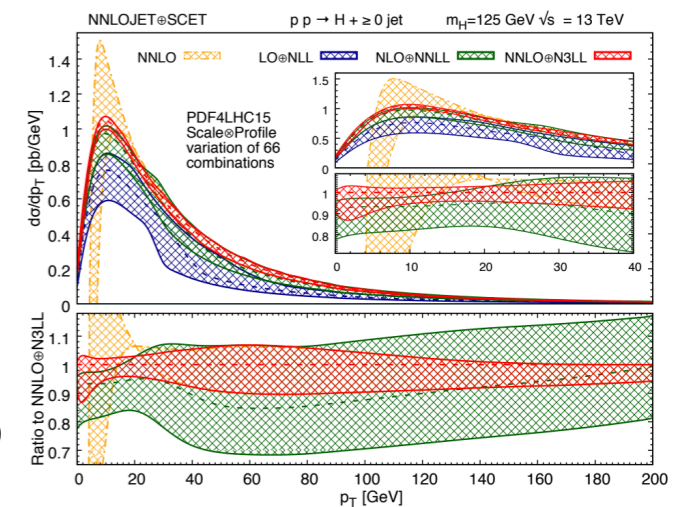 NNLOJET⊕SCET p p → H + ≥ 0 jet m_H=125 GeV √s = 13 TeV
NNLO LO⊕NLL NLO⊕NNLL NNLO⊕N3LL
PDF4LHC15
Scale⊗Profile
variation of 66
combinations
dσ/dp_T [pb/GeV]
1.4
1.2
1
0.8
0.6
0.4
0.2
0
1.5
1
0.5
0
1
0.9
0.8
0 10 20 30 40
Ratio to NNLO⊕N3LL
1.1
1
0.9
0.8
0.7
0 20 40 60 80 100 120 140 160 180 200
p_T [GeV]